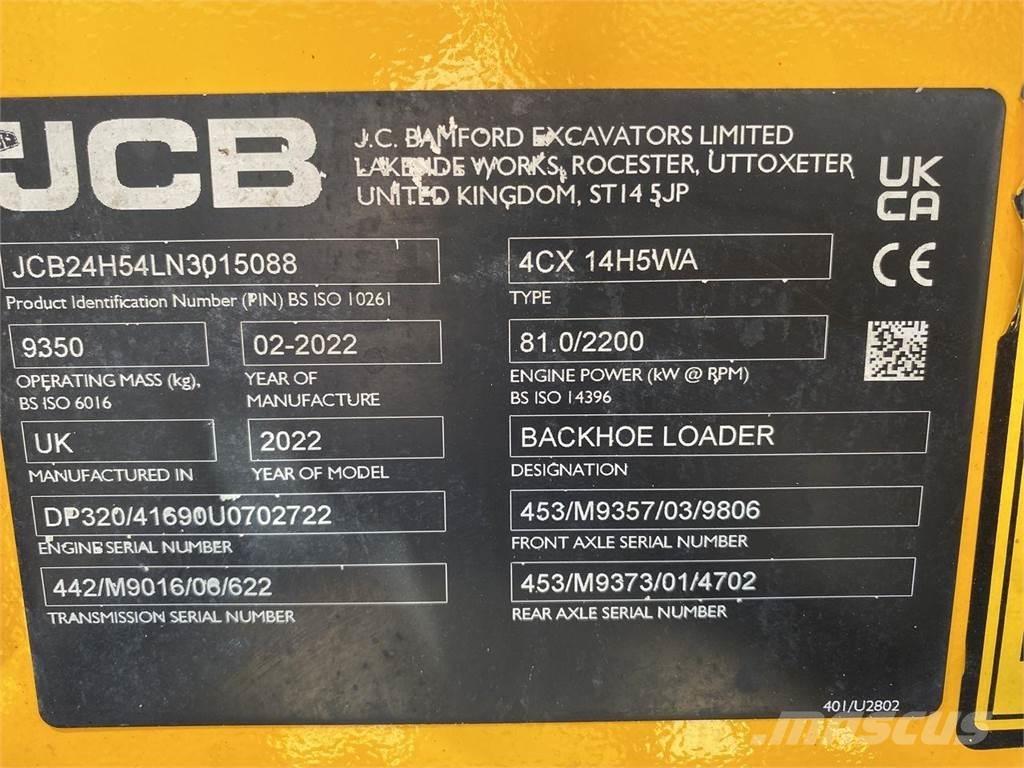 JCB
J.C. BAMFORD EXCAVATORS LIMITED
LAKESIDE WORKS, ROCESTER, UTTOXETER
UNITED KINGDOM, ST14 5JP
UK
CA
CE
JCB24H54LN3015088
Product Identification Number (PIN) BS ISO 10261
4CX 14H5WA
TYPE
9350
OPERATING MASS (kg),
BS ISO 6016
02-2022
YEAR OF
MANUFACTURE
81.0/2200
ENGINE POWER (kW @ RPM)
BS ISO 14396
UK
MANUFACTURED IN
2022
YEAR OF MODEL
BACKHOE LOADER
DESIGNATION
DP320/41690U0702722
ENGINE SERIAL NUMBER
453/M9357/03/9806
FRONT AXLE SERIAL NUMBER
442/M9016/06/622
TRANSMISSION SERIAL NUMBER
453/M9373/01/4702
REAR AXLE SERIAL NUMBER
401/U2802
mascus